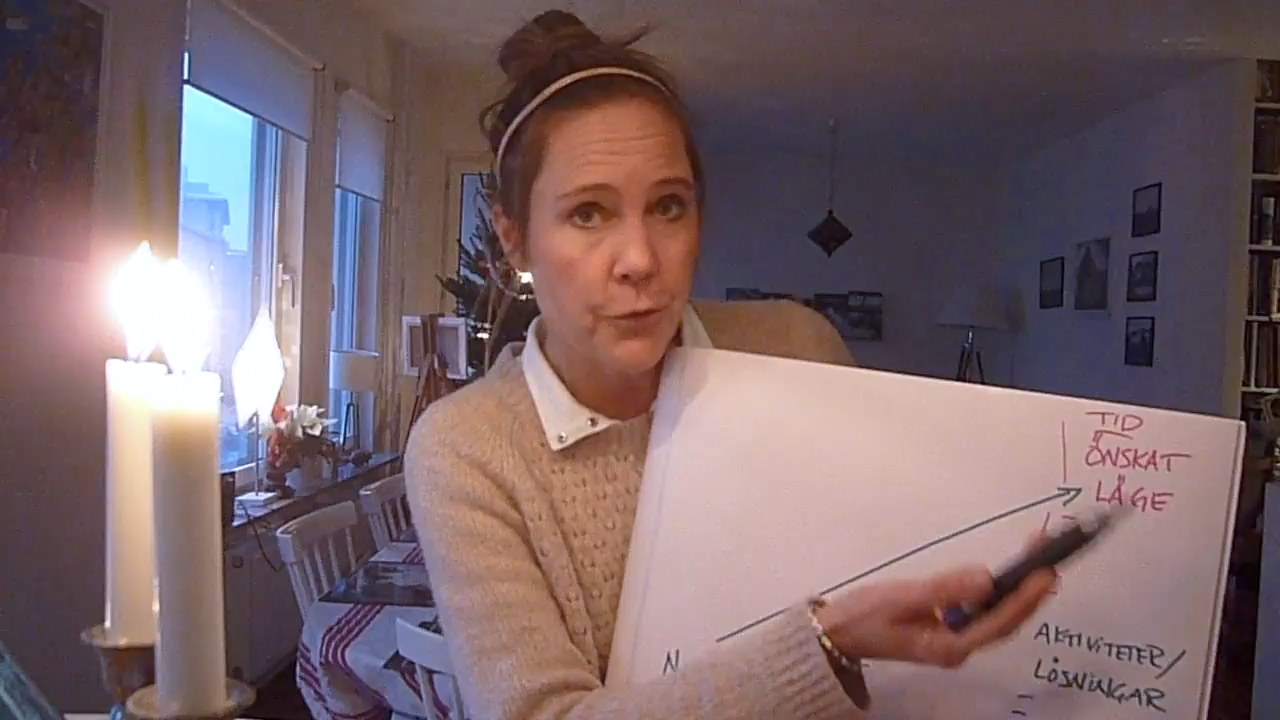 TID
ÖNSKAT
LÄGE
N
AKTIVITETER/
LÖSNINGAR